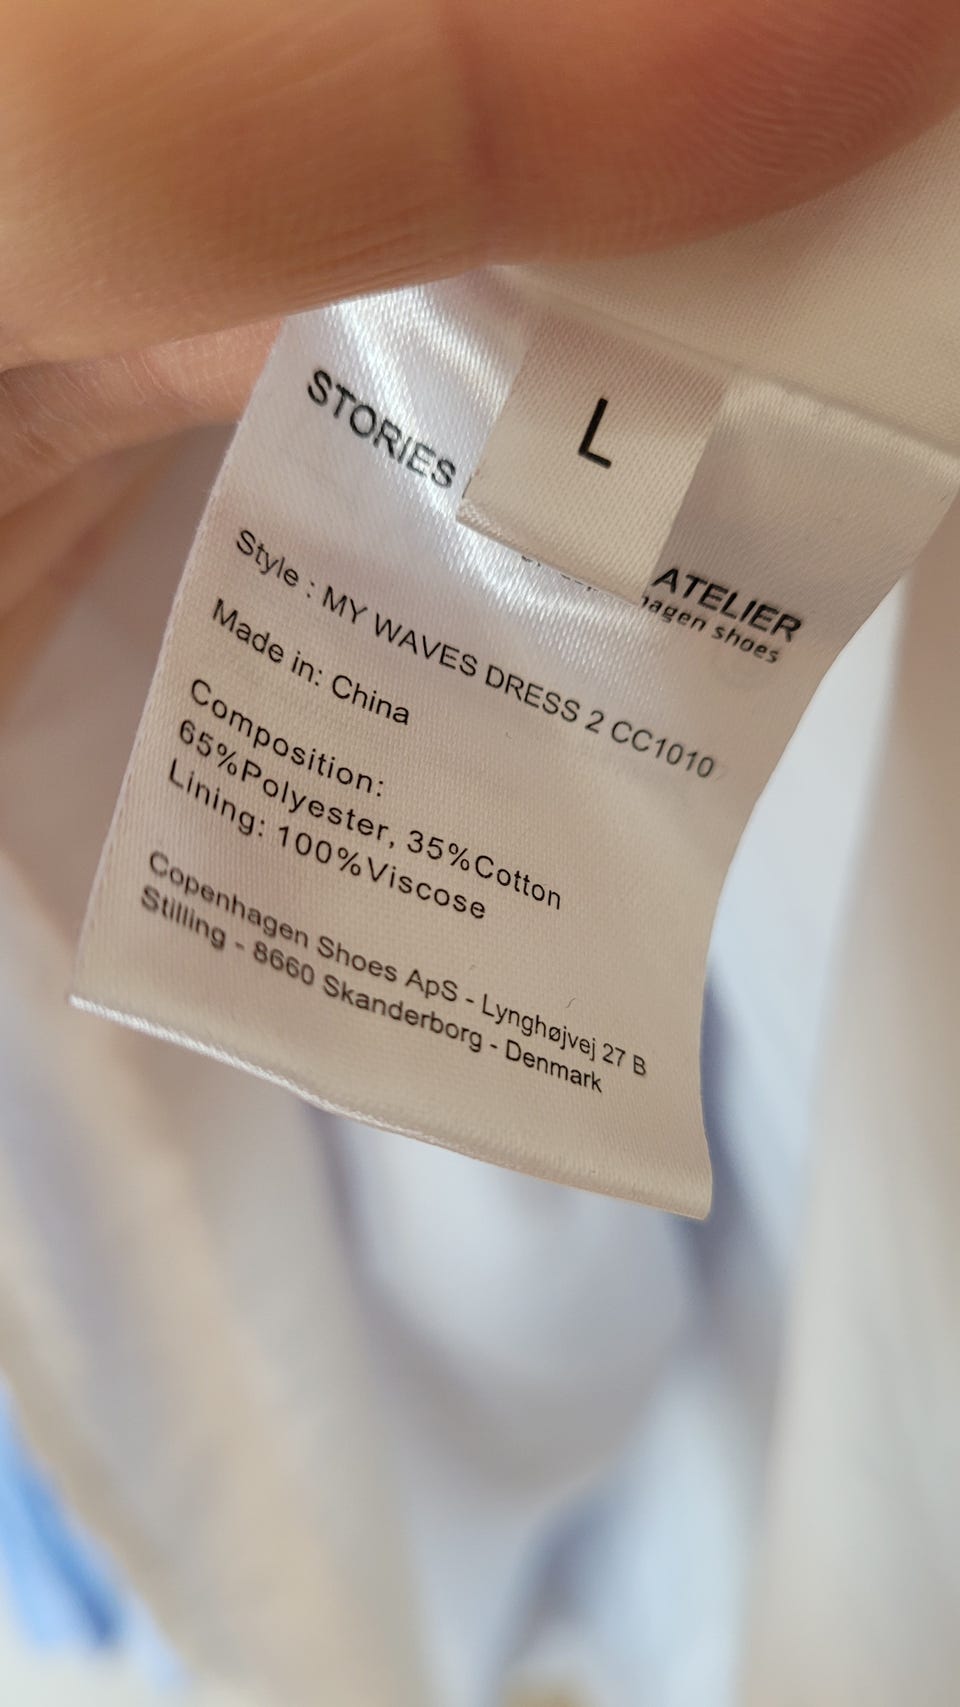 STORIES
L
ATELIER
hagen shoes
Style : MY WAVES DRESS 2 CC1010
Made in: China
Composition:
65%Polyester, 35%Cotton
Lining: 100%Viscose
Copenhagen Shoes ApS - Lynghøjvej 27 B
Stilling - 8660 Skanderborg - Denmark